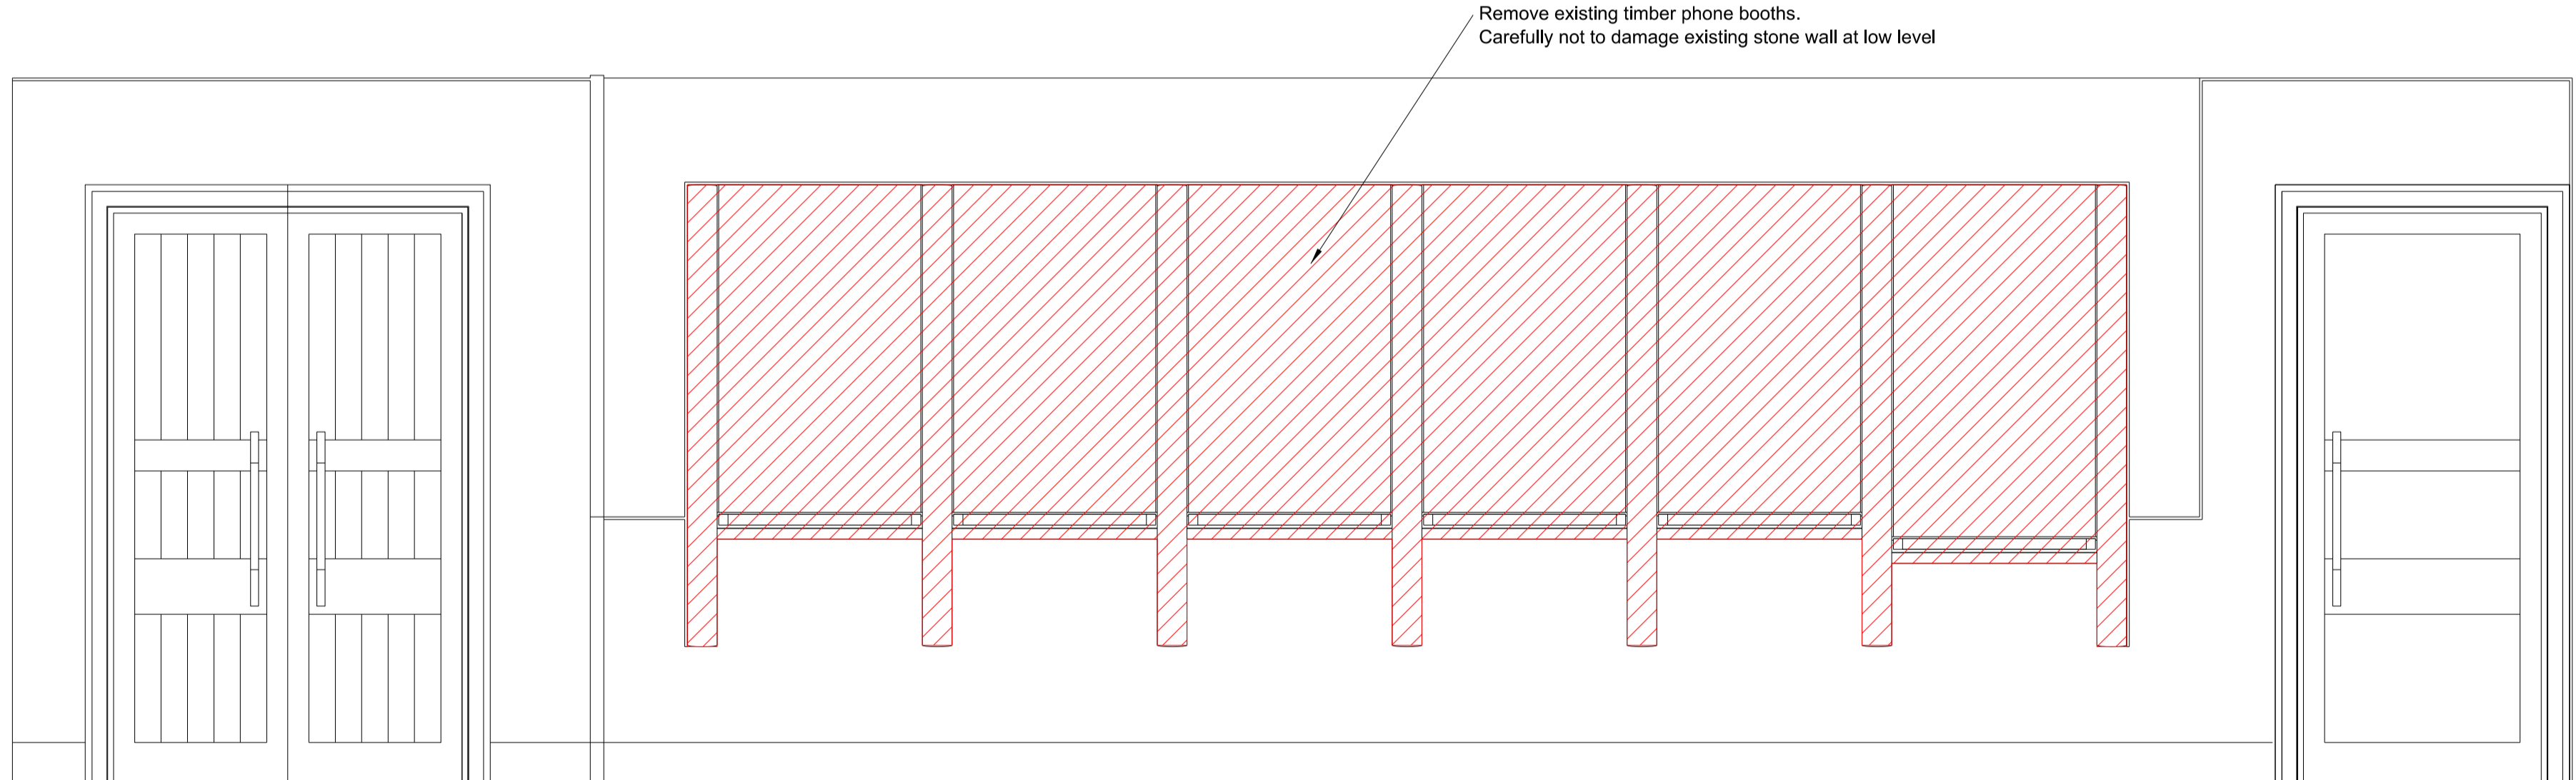 Remove existing timber phone booths.
Carefully not to damage existing stone wall at low level